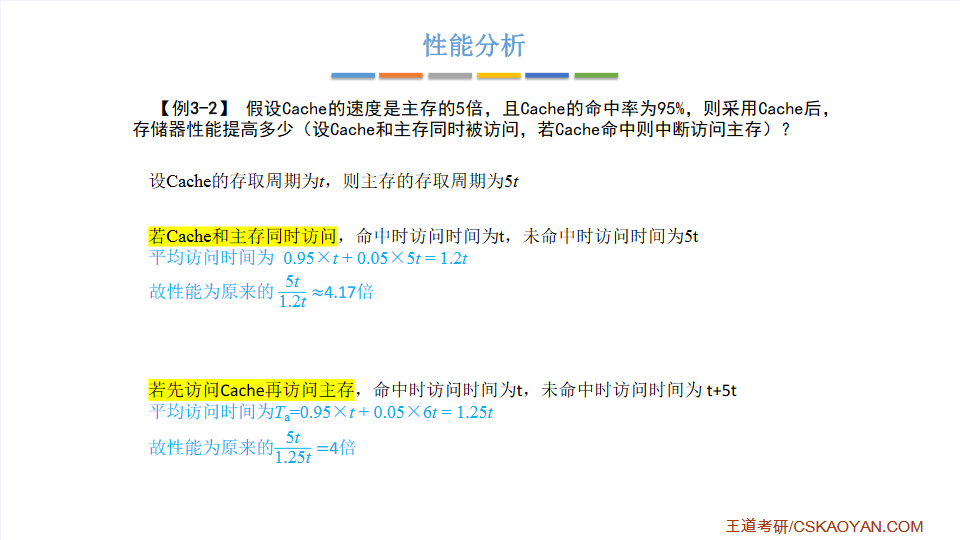 性能分析
【例3-2】 假设Cache的速度是主存的5倍，且Cache的命中率为95%，则采用Cache后，
存储器性能提高多少（设Cache和主存同时被访问，若Cache命中则中断访问主存）？
设Cache的存取周期为t，则主存的存取周期为5t
若Cache和主存同时访问，命中时访问时间为t，未命中时访问时间为5t
平均访问时间为 0.95×t + 0.05×5t = 1.2t
故性能为原来的 5t/1.2t ≈4.17倍
若先访问Cache再访问主存，命中时访问时间为t，未命中时访问时间为 t+5t
平均访问时间为Ta=0.95×t + 0.05×6t = 1.25t
故性能为原来的 5t/1.25t =4倍
王道考研/CSKAOYAN.COM